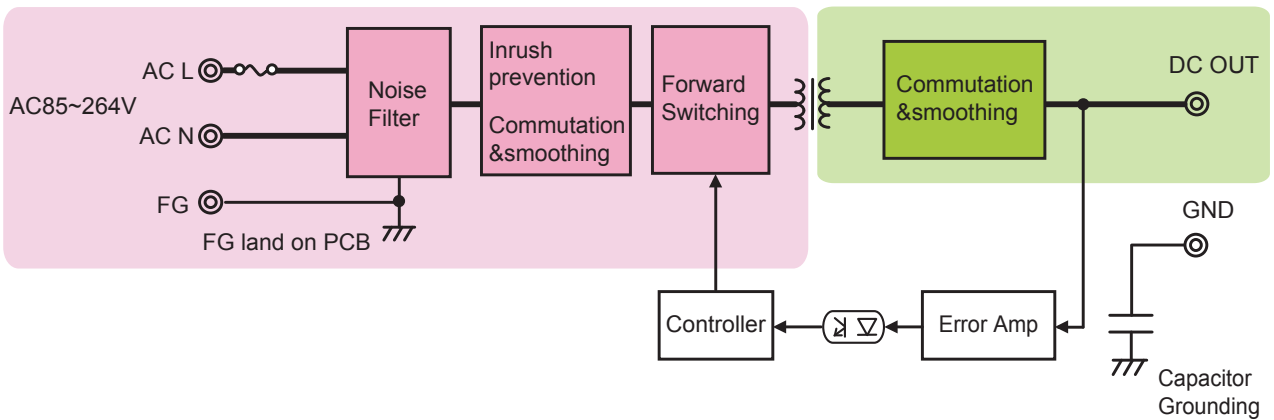 AC L
AC85~264V
AC N
FG
FG land on PCB
Noise
Filter
Inrush
prevention
Commutation
&smoothing
Forward
Switching
Commutation
&smoothing
DC OUT
GND
Controller
Error Amp
Capacitor
Grounding